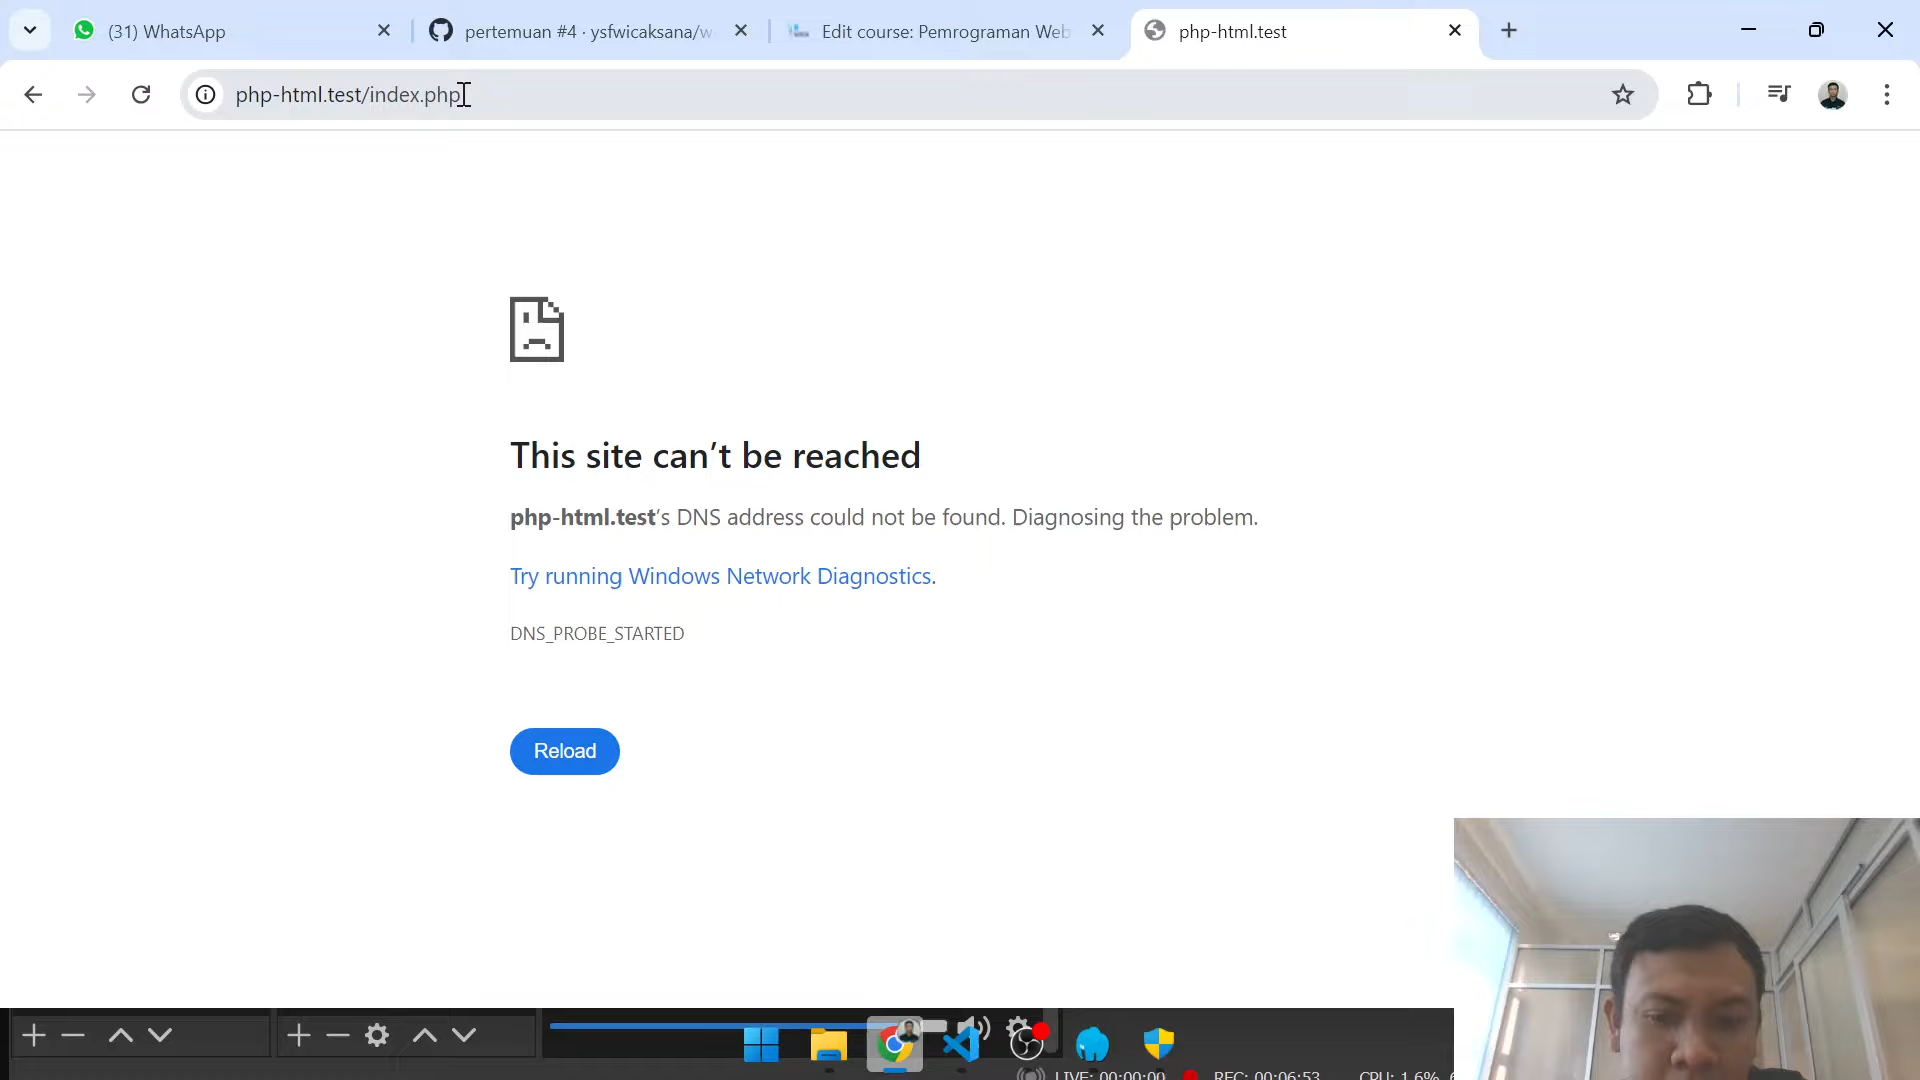 (31) WhatsApp
pertemuan #4 · ysfwicaksana/w
Edit course: Pemrograman Web
php-html.test
php-html.test/index.php
This site can’t be reached
php-html.test’s DNS address could not be found. Diagnosing the problem.
Try running Windows Network Diagnostics.
DNS_PROBE_STARTED
Reload
LIVE: 00:00:00
REC: 00:06:53
CPU: 1.6%